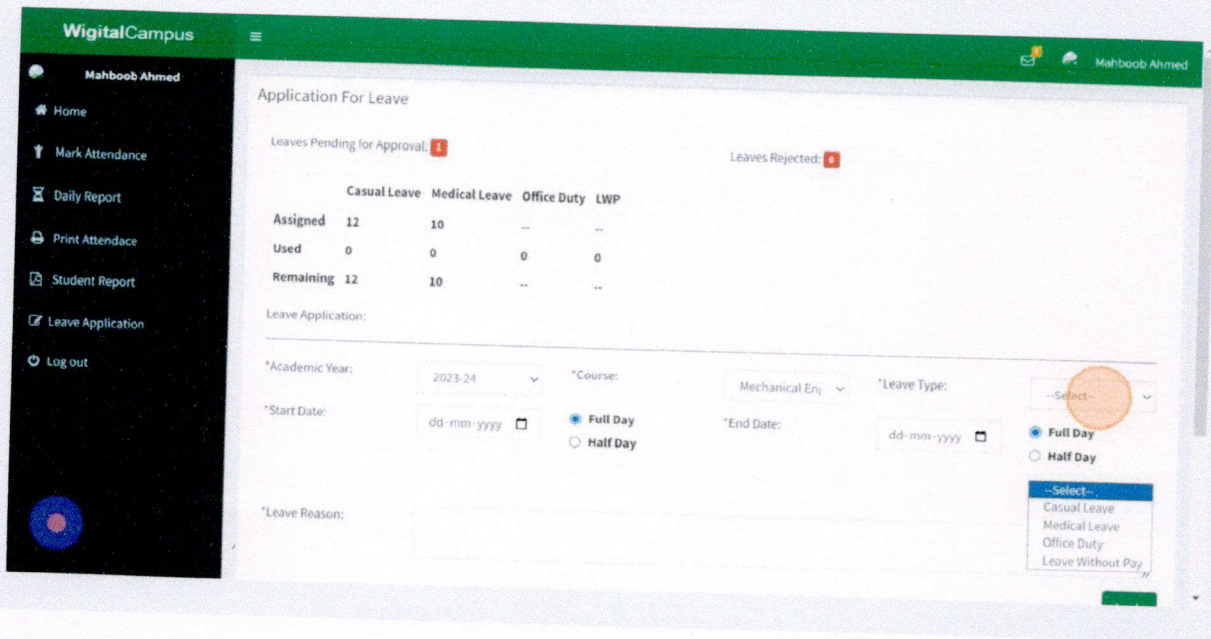 WigitalCampus
Mahboob Ahmed
Mahboob Ahmed
Home
Mark Attendance
Daily Report
Print Attendace
Student Report
Leave Application
Log out
Application For Leave
Leaves Pending for Approval: 1 Leaves Rejected: 0
Casual Leave Medical Leave Office Duty LWP
Assigned 12 10 -- --
Used 0 0 0 0
Remaining 12 10 -- --
Leave Application:
*Academic Year: 2023-24 *Course: Mechanical En *Leave Type: --Select--
*Start Date: dd-mm-yyyy Full Day *End Date: dd-mm-yyyy Full Day
Half Day Half Day
*Leave Reason:
--Select--
Casual Leave
Medical Leave
Office Duty
Leave Without Pay